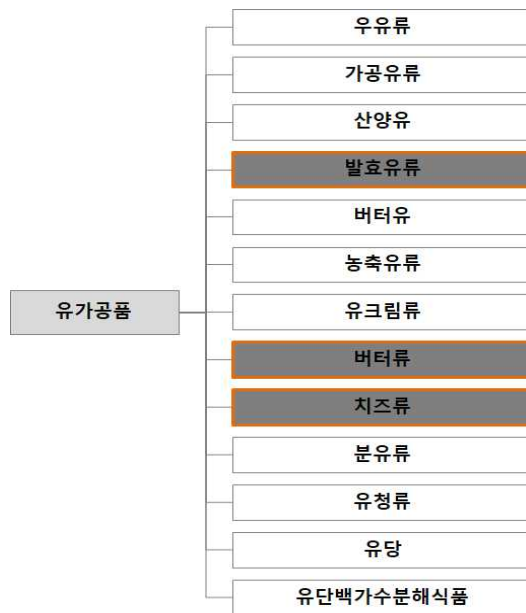 우유류
가공유류
산양유
발효유류
버터유
농축유류
유가공품
유크림류
버터류
치즈류
분유류
유청류
유당
유단백가수분해식품